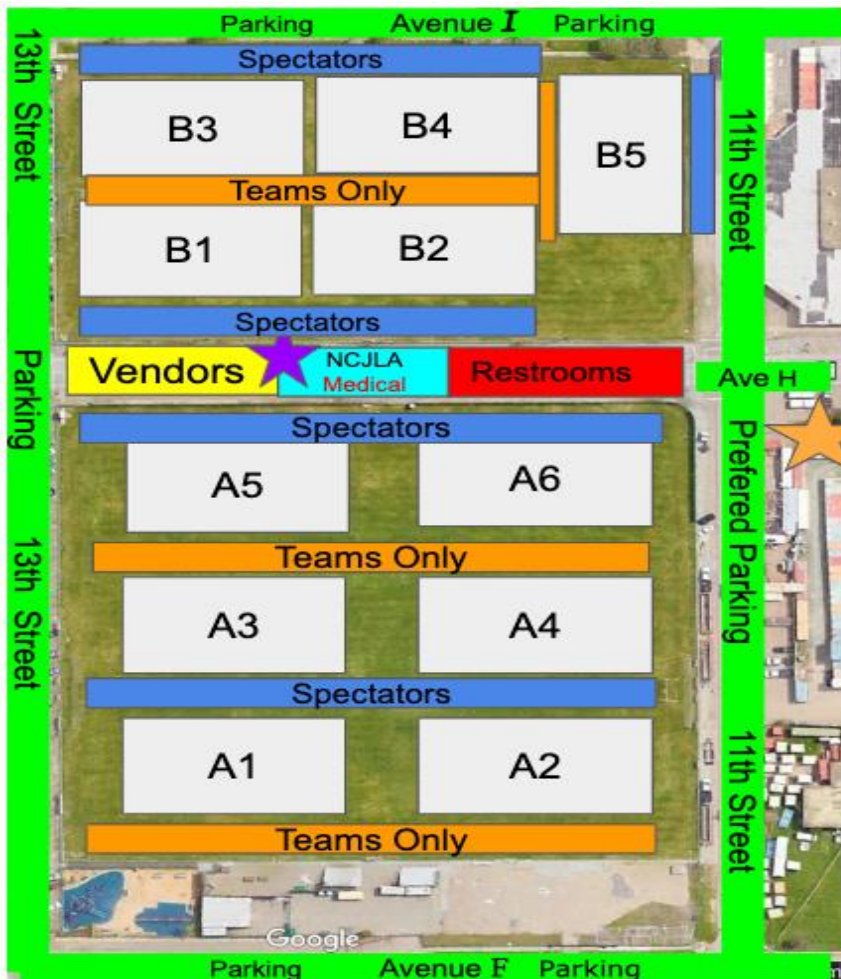 Parking Avenue I Parking
13th Street
Spectators
B3 B4 B5
Teams Only
B1 B2
11th Street
Spectators
Parking
Vendors NCJLA Restrooms
Medical
Ave H
Spectators
A5 A6
Prefered Parking
Teams Only
13th Street
A3 A4
Spectators
A1 A2
11th Street
Teams Only
Google
Parking Avenue F Parking